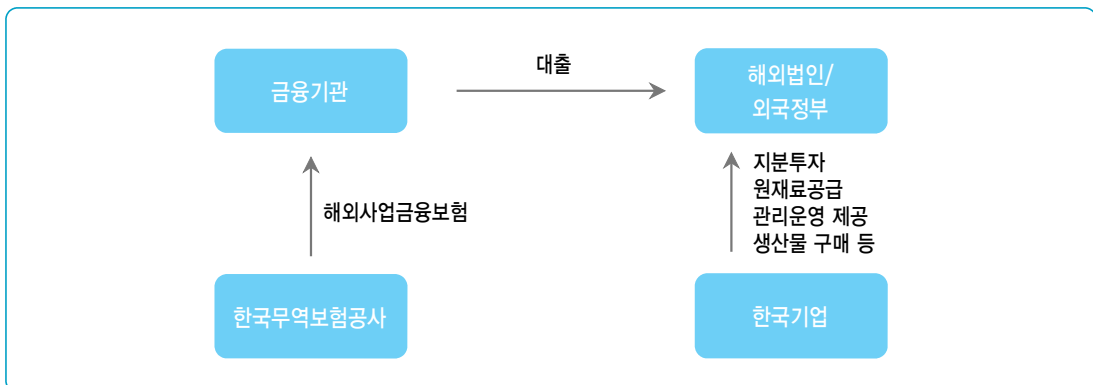 금융기관
대출
해외법인/
외국정부
해외사업금융보험
지분투자
원재료공급
관리운영 제공
생산물 구매 등
한국무역보험공사
한국기업